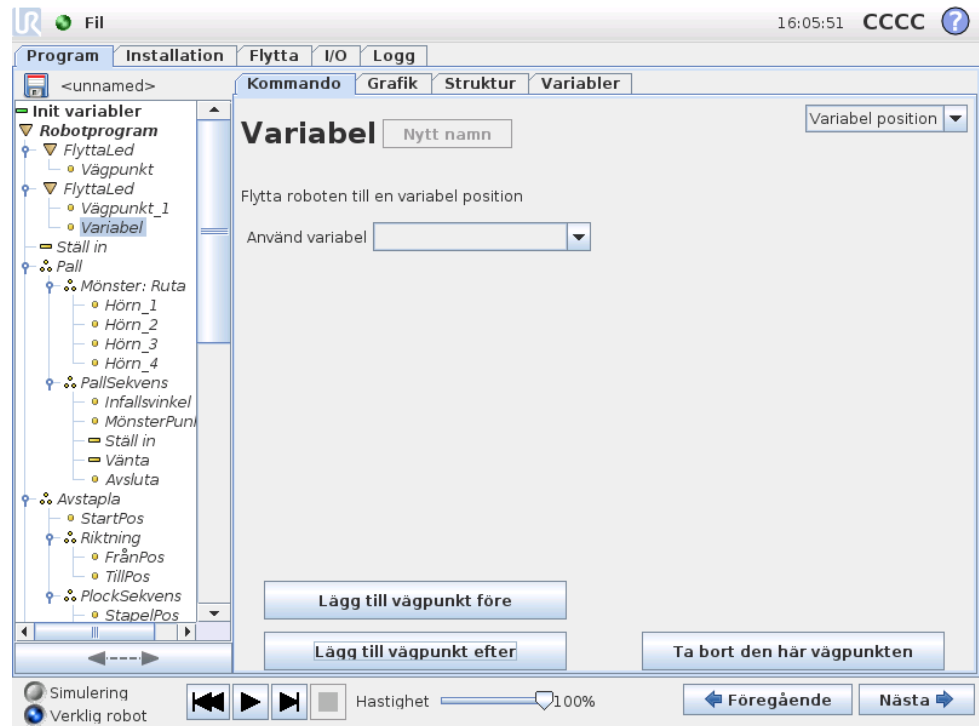 UR Fil 16:05:51 CCCC ?
Program Installation Flytta I/O Logg
<unnamed>
Kommando Grafik Struktur Variabler
Init variabler
Robotprogram
FlyttaLed
Vägpunkt
FlyttaLed
Vägpunkt_1
Variabel
Ställ in
Pall
Mönster: Ruta
Hörn_1
Hörn_2
Hörn_3
Hörn_4
PallSekvens
Infallsvinkel
MönsterPun
Ställ in
Vänta
Avsluta
Avstapla
StartPos
Riktning
FrånPos
TillPos
PlockSekvens
StapelPos
Variabel Nytt namn
Variabel position
Flytta roboten till en variabel position
Använd variabel
Lägg till vägpunkt före
Lägg till vägpunkt efter
Ta bort den här vägpunkten
Simulering
Verklig robot
Hastighet 100%
Föregående Nästa